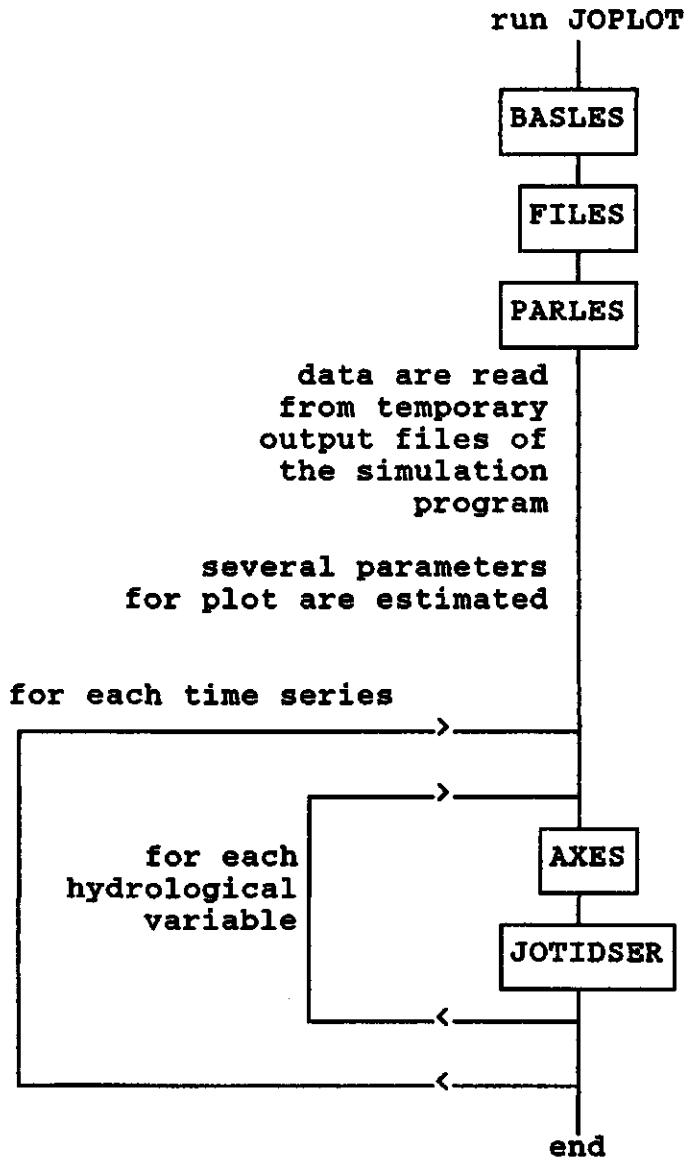 run JOPLOT
BASLES
FILES
PARLES
data are read
from temporary
output files of
the simulation
program
several parameters
for plot are estimated
for each time series
for each
hydrological
variable
AXES
JOTIDSER
end